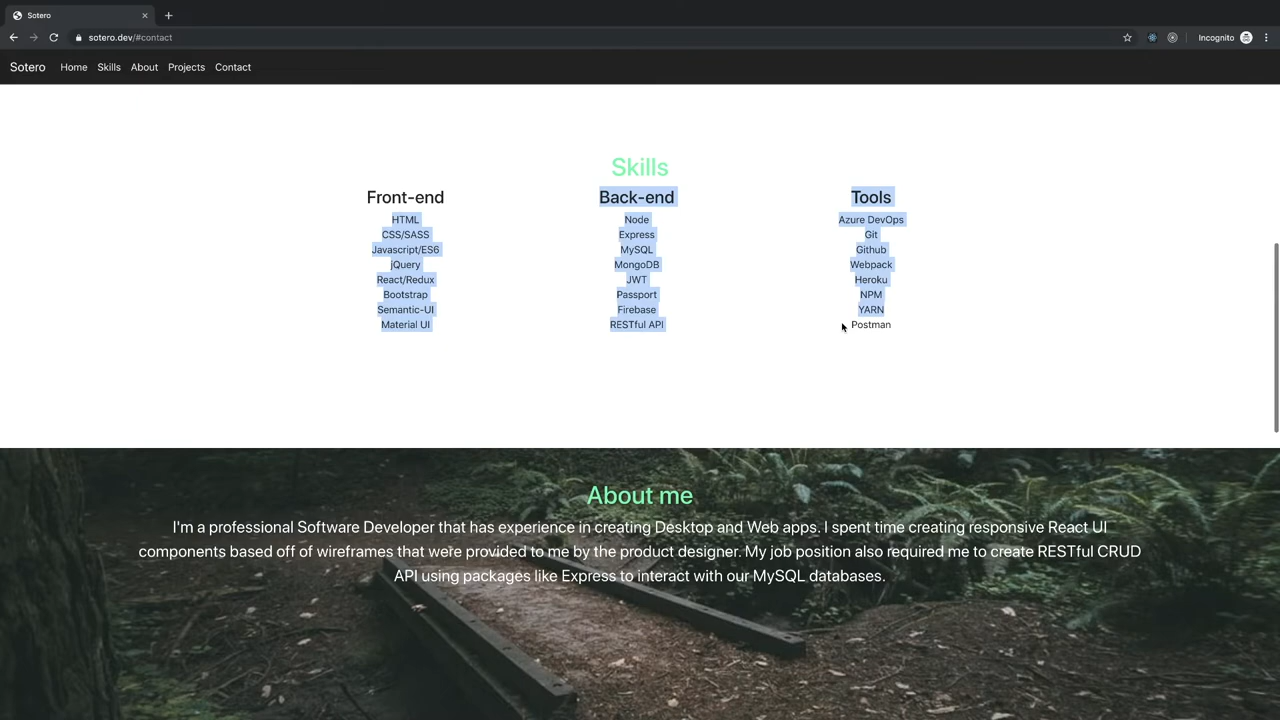 Sotero
sotero.dev/#contact
Incognito
Sotero
Home
Skills
About
Projects
Contact
Skills
Front-end
HTML
CSS/SASS
Javascript/ES6
jQuery
React/Redux
Bootstrap
Semantic-UI
Material UI
Back-end
Node
Express
MySQL
MongoDB
JWT
Passport
Firebase
RESTful API
Tools
Azure DevOps
Git
Github
Webpack
Heroku
NPM
YARN
Postman
About me
I'm a professional Software Developer that has experience in creating Desktop and Web apps. I spent time creating responsive React UI
components based off of wireframes that were provided to me by the product designer. My job position also required me to create RESTful CRUD
API using packages like Express to interact with our MySQL databases.